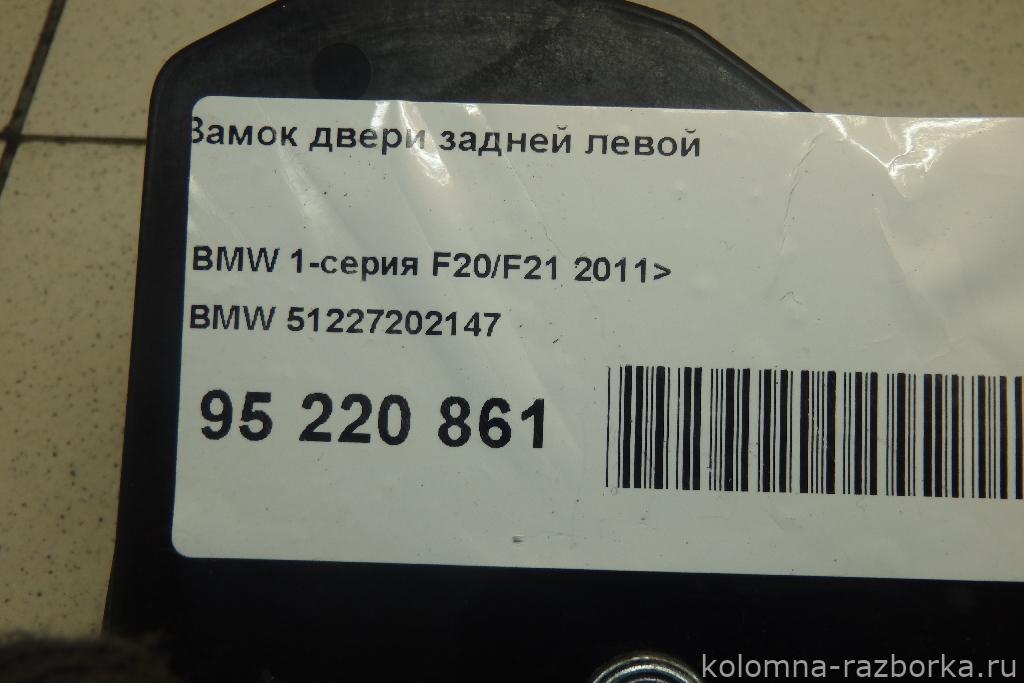 Замок двери задней левой
BMW 1-серия F20/F21 2011>
BMW 51227202147
95 220 861
kolomna-razborka.ru